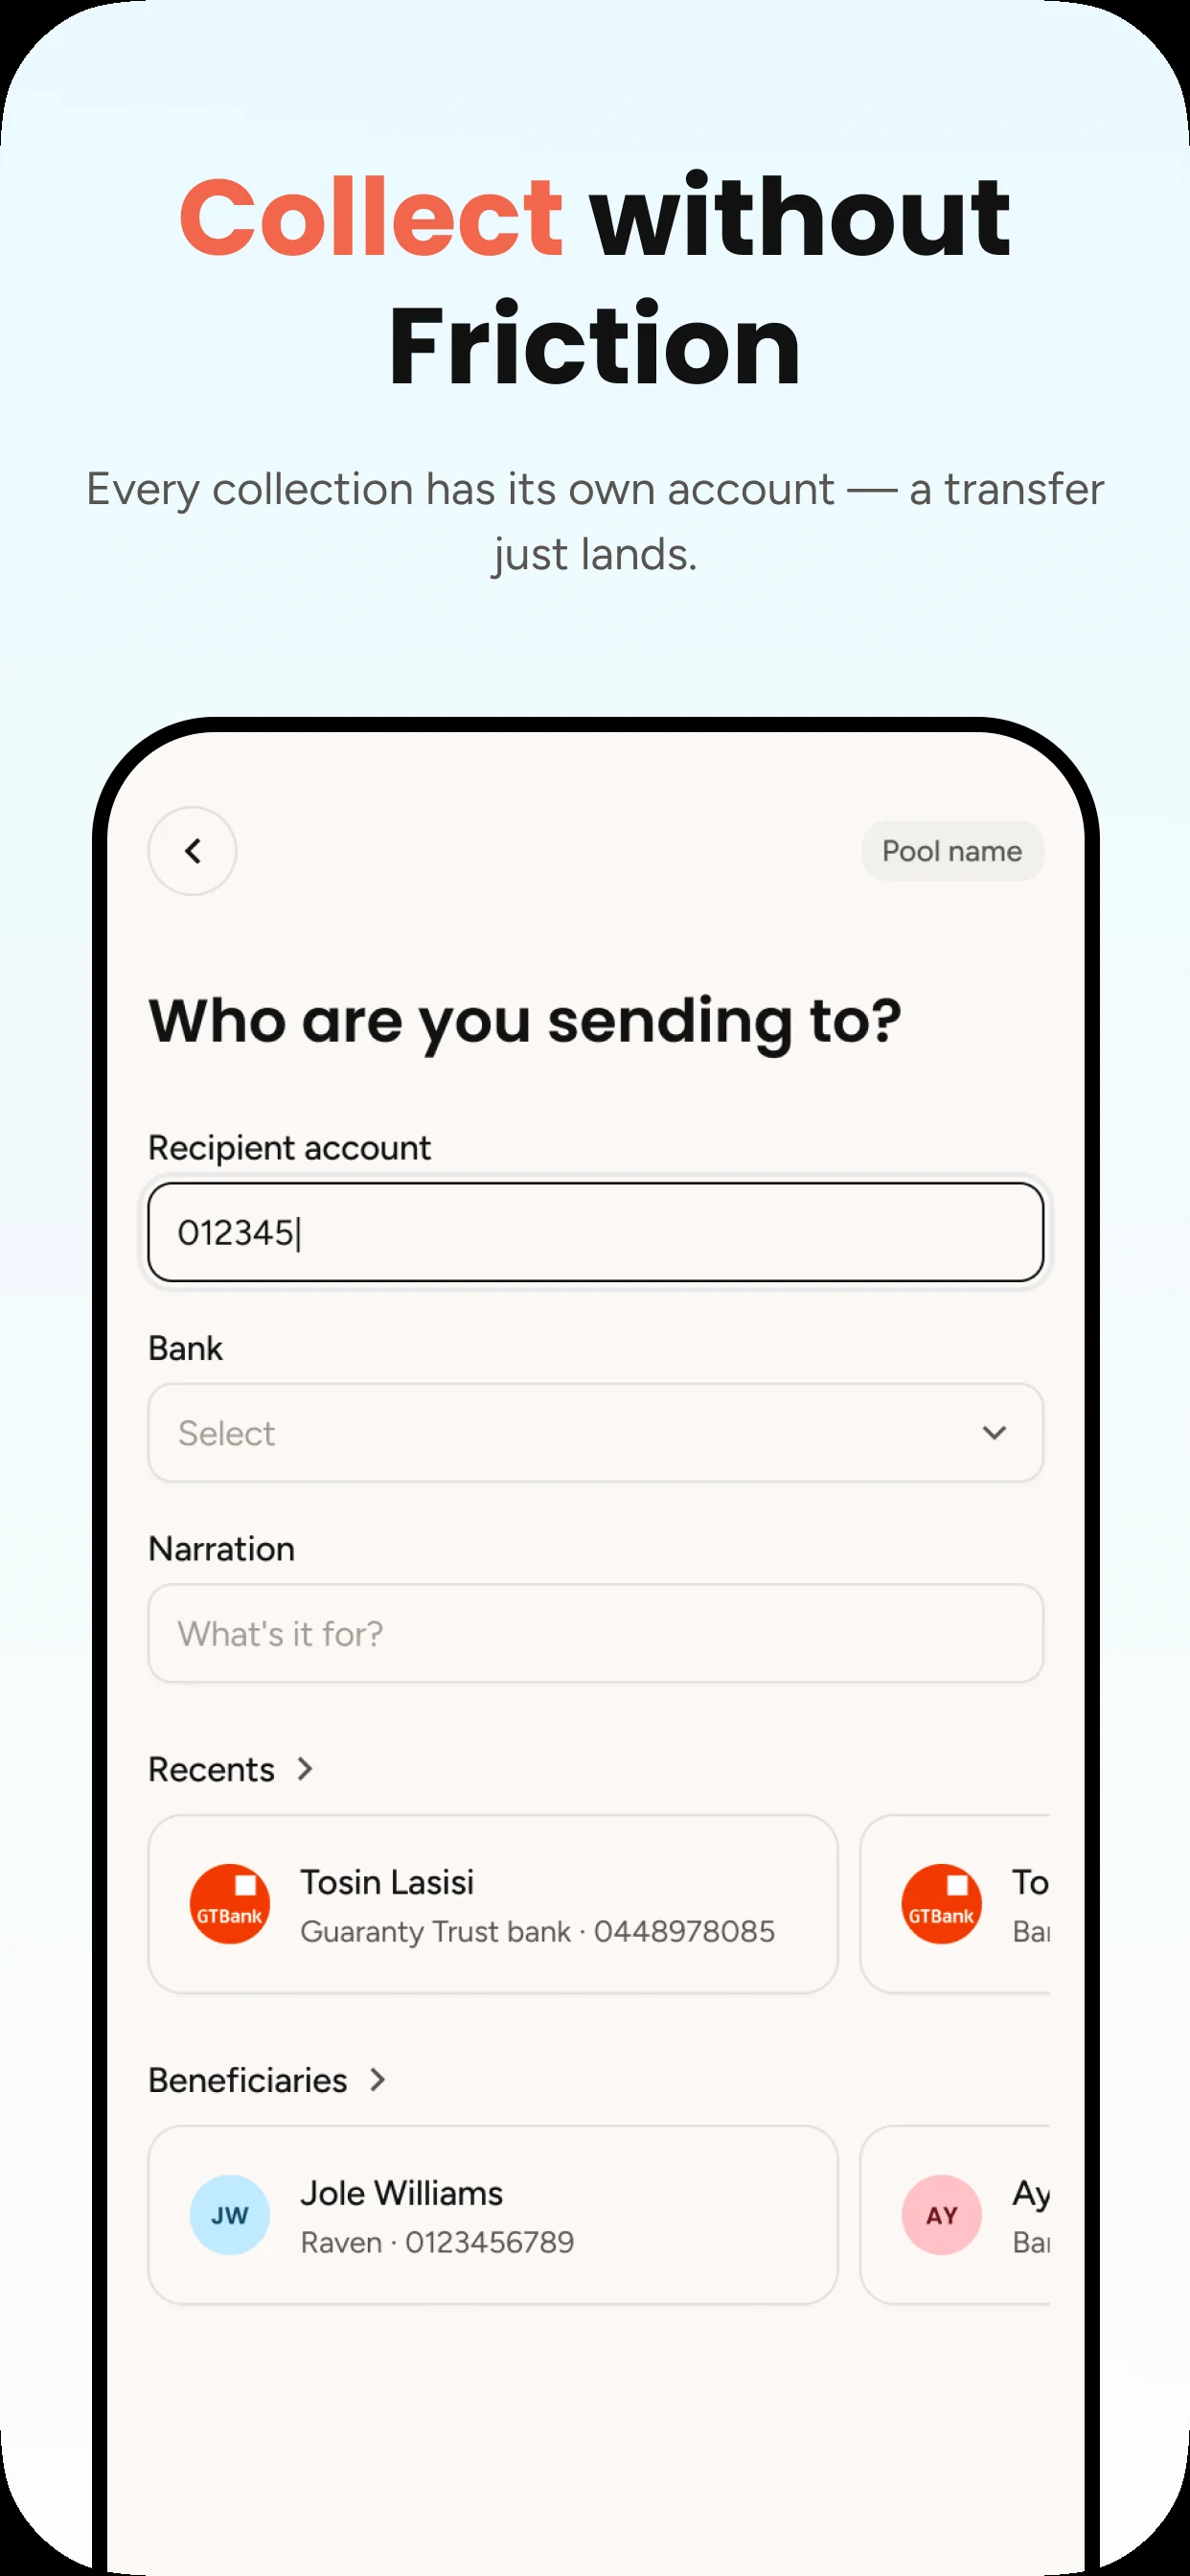 Collect without
Friction
Every collection has its own account — a transfer
just lands.
Pool name
Who are you sending to?
Recipient account
012345
Bank
Select
Narration
What's it for?
Recents
GTBank
Tosin Lasisi
Guaranty Trust bank · 0448978085
GTBank
To
Bar
Beneficiaries
JW
Jole Williams
Raven · 0123456789
AY
Ay
Bar